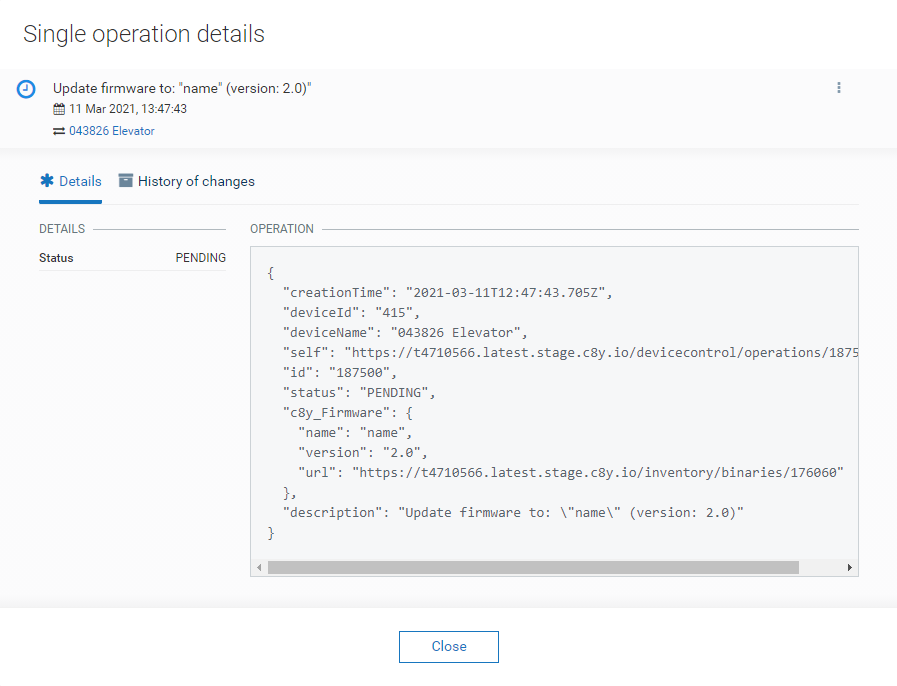 Single operation details
Update firmware to: "name" (version: 2.0)"
11 Mar 2021, 13:47:43
043826 Elevator
Details
History of changes
DETAILS
Status PENDING
OPERATION
{
"creationTime": "2021-03-11T12:47:43.705Z",
"deviceId": "415",
"deviceName": "043826 Elevator",
"self": "https://t4710566.latest.stage.c8y.io/devicecontrol/operations/1875
"id": "187500",
"status": "PENDING",
"c8y_Firmware": {
"name": "name",
"version": "2.0",
"url": "https://t4710566.latest.stage.c8y.io/inventory/binaries/176060"
},
"description": "Update firmware to: \"name\" (version: 2.0)"
}
Close